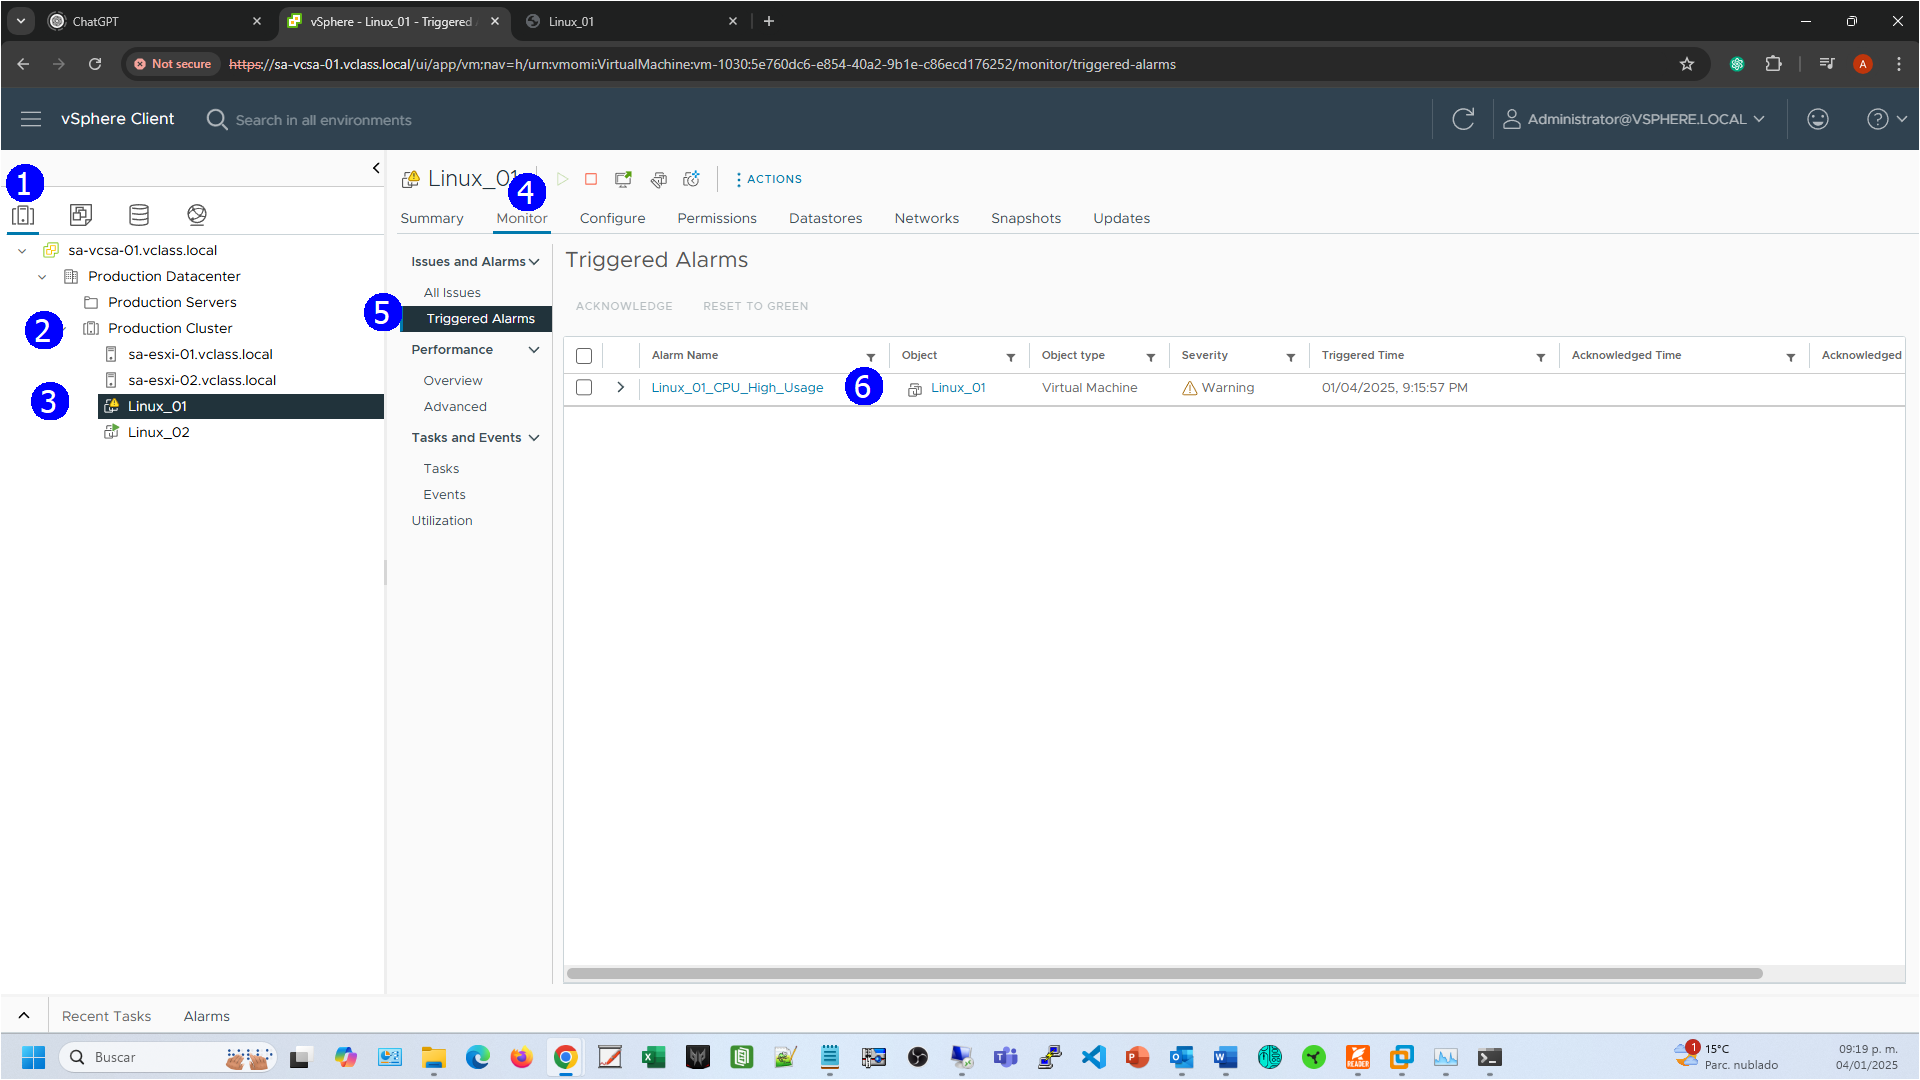 ChatGPT
vSphere - Linux_01 - Triggered
Linux_01
Not secure
https://sa-vcsa-01.vclass.local/ui/app/vm;nav=h/urn:vmomi:VirtualMachine:vm-1030:5e760dc6-e854-40a2-9b1e-c86ecd176252/monitor/triggered-alarms
A
vSphere Client
Search in all environments
Administrator@VSPHERE.LOCAL
1
sa-vcsa-01.vclass.local
Production Datacenter
Production Servers
2
Production Cluster
sa-esxi-01.vclass.local
sa-esxi-02.vclass.local
3
Linux_01
Linux_02
Linux_01
4
ACTIONS
Summary
Monitor
Configure
Permissions
Datastores
Networks
Snapshots
Updates
Issues and Alarms
All Issues
5
Triggered Alarms
Performance
Overview
Advanced
Tasks and Events
Tasks
Events
Utilization
Triggered Alarms
ACKNOWLEDGE
RESET TO GREEN
Alarm Name
Object
Object type
Severity
Triggered Time
Acknowledged Time
Acknowledged
Linux_01_CPU_High_Usage
6
Linux_01
Virtual Machine
Warning
01/04/2025, 9:15:57 PM
Recent Tasks
Alarms
Buscar
READER
1
15°C
Parc. nublado
09:19 p. m.
04/01/2025